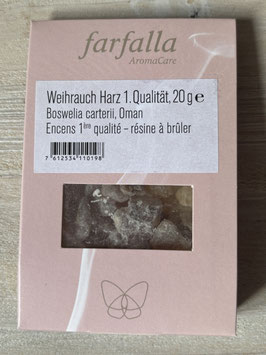 farfalla
AromaCare
Weihrauch Harz 1. Qualität, 20 g ℮
Boswelia carterii, Oman
Encens 1ère qualité – résine à brûler
7 612534 110198